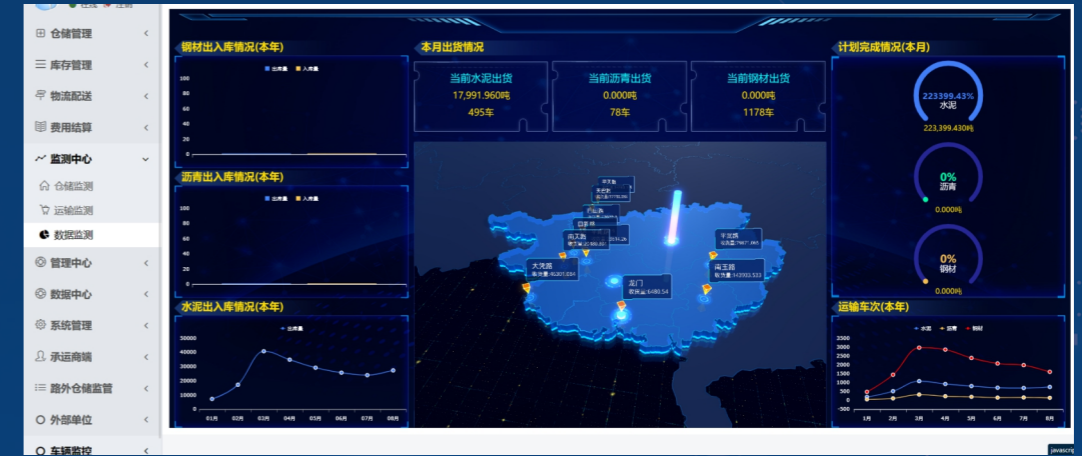 仓储管理
库存管理
物流配送
费用结算
监测中心
仓储监测
运输监测
数据监测
管理中心
数据中心
系统管理
承运商端
路外仓储监管
外部单位
车辆监控
钢材出入库情况(本年)
出库量 入库量
100
80
60
40
20
0
沥青出入库情况(本年)
出库量 入库量
100
80
60
40
20
0
水泥出入库情况(本年)
出库量
50000
40000
30000
20000
10000
0
01月 02月 03月 04月 05月 06月 07月 08月
本月出货情况
当前水泥出货
17,991.960吨
495车
当前沥青出货
0.000吨
78车
当前钢材出货
0.000吨
1178车
南天路
大凭路
龙门
收货量:6480.54
平武路
南玉路
计划完成情况(本月)
223399.43%
水泥
223,399.430吨
0%
沥青
0.000吨
0%
钢材
0.000吨
运输车次(本年)
水泥 沥青 钢材
3500
3000
2500
2000
1500
1000
500
0
-500
1月 2月 3月 4月 5月 6月 7月 8月
javascrip